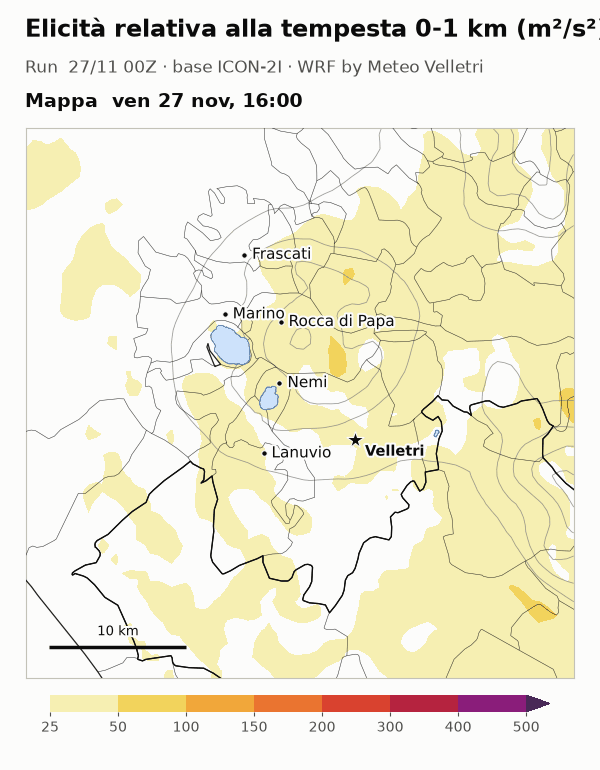 Elicità relativa alla tempesta 0-1 km (m²/s²)
Run  27/11 00Z · base ICON-2I · WRF by Meteo Velletri
Mappa  ven 27 nov, 16:00
Frascati
Marino
Rocca di Papa
Nemi
Velletri
Lanuvio
10 km
25 50 100 150 200 300 400 500